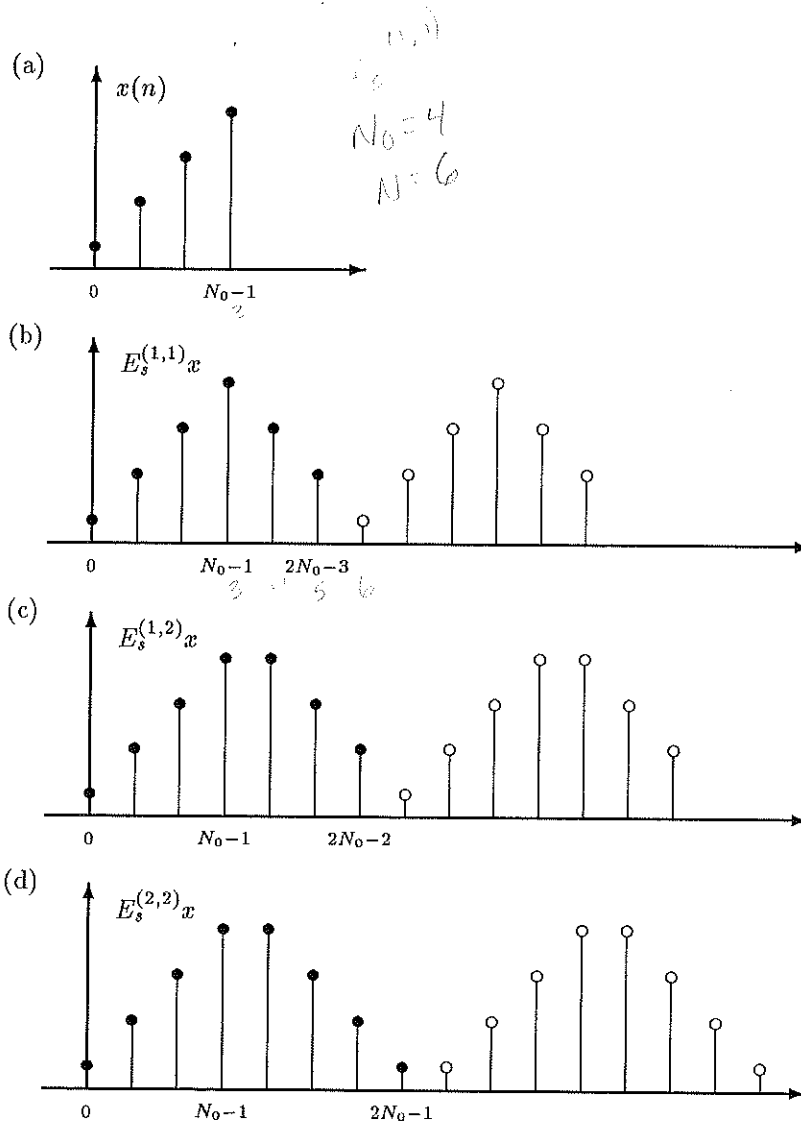 (a)
x(n)
N₀ = 4
N = 6
0 N₀−1
(b)
E_s^(1,1) x
0 N₀−1 2N₀−3
3 5 6
(c)
E_s^(1,2) x
0 N₀−1 2N₀−2
(d)
E_s^(2,2) x
0 N₀−1 2N₀−1